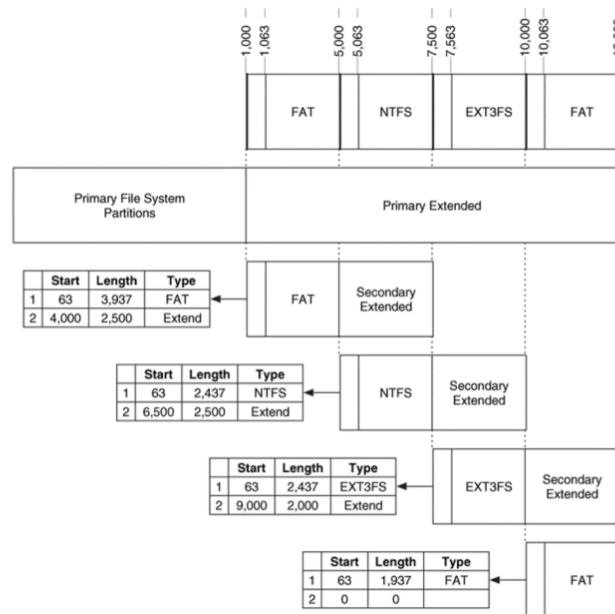 1,000
1,063
5,000
5,063
7,500
7,563
10,000
10,063
FAT
NTFS
EXT3FS
FAT
Primary File System
Partitions
Primary Extended
Start Length Type
1 63 3,937 FAT
2 4,000 2,500 Extend
FAT
Secondary
Extended
Start Length Type
1 63 2,437 NTFS
2 6,500 2,500 Extend
NTFS
Secondary
Extended
Start Length Type
1 63 2,437 EXT3FS
2 9,000 2,000 Extend
EXT3FS
Secondary
Extended
Start Length Type
1 63 1,937 FAT
2 0 0
FAT